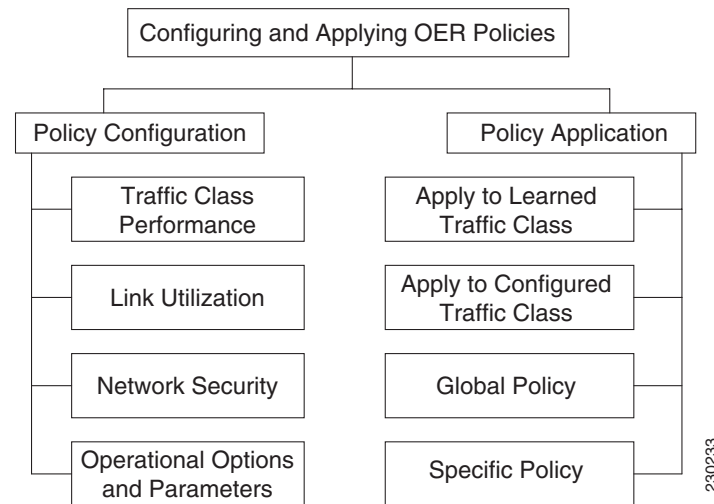 Configuring and Applying OER Policies
Policy Configuration
Policy Application
Traffic Class
Performance
Apply to Learned
Traffic Class
Link Utilization
Apply to Configured
Traffic Class
Network Security
Global Policy
Operational Options
and Parameters
Specific Policy
230233